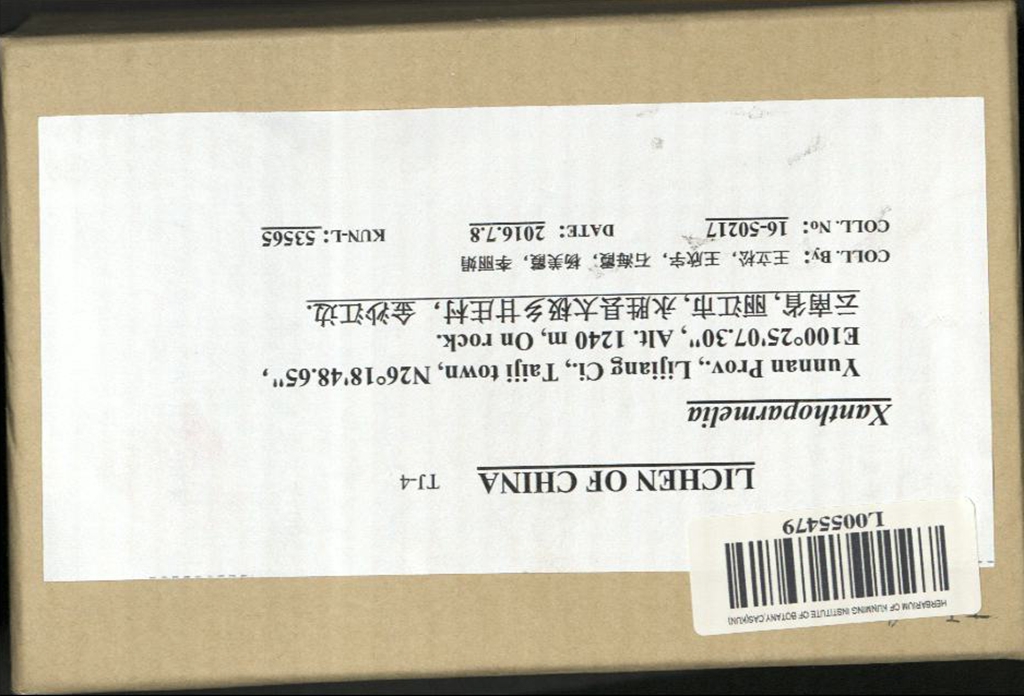 HERBARIUM OF KUNMING INSTITUTE OF BOTANY,CAS(KUN)
L0055479
LICHEN OF CHINA TJ-4
Xanthoparmelia
Yunnan Prov., Lijiang Ci., Taiji town, N26°18'48.65",
E100°25'07.30", Alt. 1240 m, On rock.
云南省, 丽江市, 永胜县太极乡甘庄村，金沙江边.
COLL. By：王立松，王欣宇，石海霞，杨美霞，李丽娟
COLL. No：16-50217 DATE：2016.7.8 KUN-L：53565